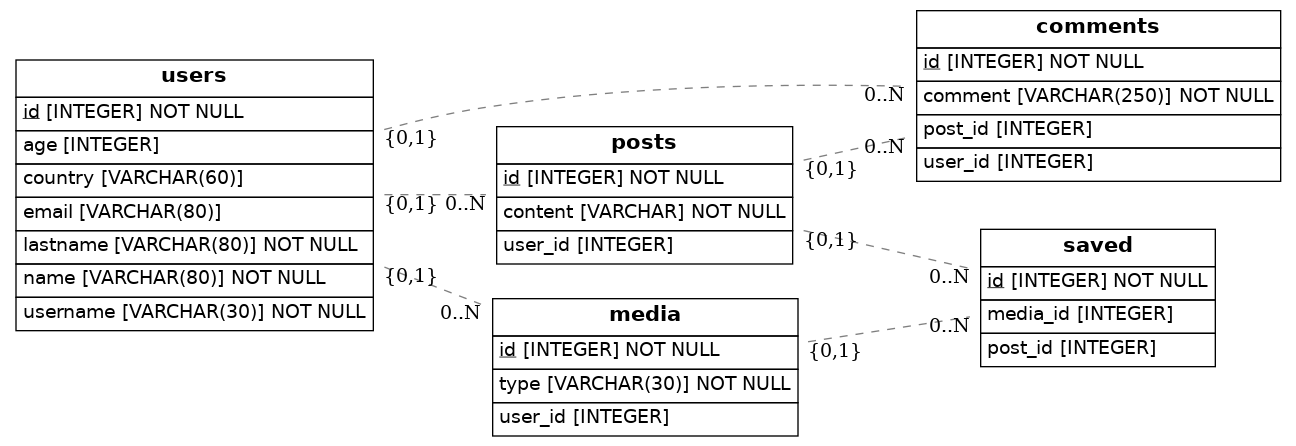 users
id [INTEGER] NOT NULL
age [INTEGER]
country [VARCHAR(60)]
email [VARCHAR(80)]
lastname [VARCHAR(80)] NOT NULL
name [VARCHAR(80)] NOT NULL
username [VARCHAR(30)] NOT NULL
{0,1}
{0,1} 0..N
{0,1}
0..N
posts
id [INTEGER] NOT NULL
content [VARCHAR] NOT NULL
user_id [INTEGER]
media
id [INTEGER] NOT NULL
type [VARCHAR(30)] NOT NULL
user_id [INTEGER]
{0,1}
{0,1}
{0,1}
0..N
0..N
0..N
0..N
comments
id [INTEGER] NOT NULL
comment [VARCHAR(250)] NOT NULL
post_id [INTEGER]
user_id [INTEGER]
saved
id [INTEGER] NOT NULL
media_id [INTEGER]
post_id [INTEGER]